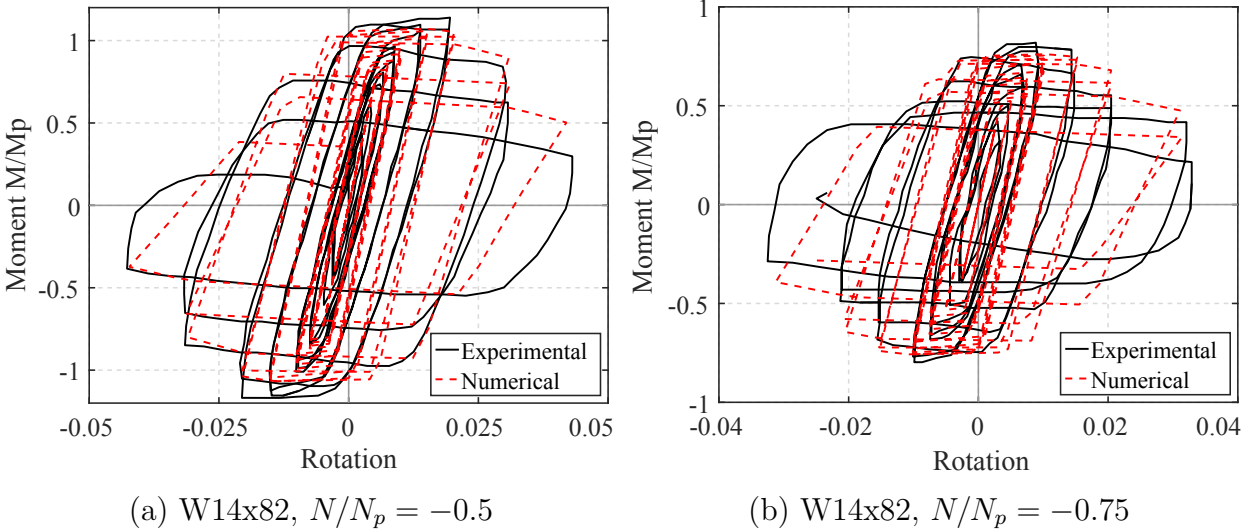 1
0.5
0
-0.5
-1
Moment M/Mp
-0.05
-0.025
0
0.025
0.05
Rotation
Experimental
Numerical
(a) W14x82, N/Np = −0.5
1
0.5
0
-0.5
-1
Moment M/Mp
-0.04
-0.02
0
0.02
0.04
Rotation
Experimental
Numerical
(b) W14x82, N/Np = −0.75